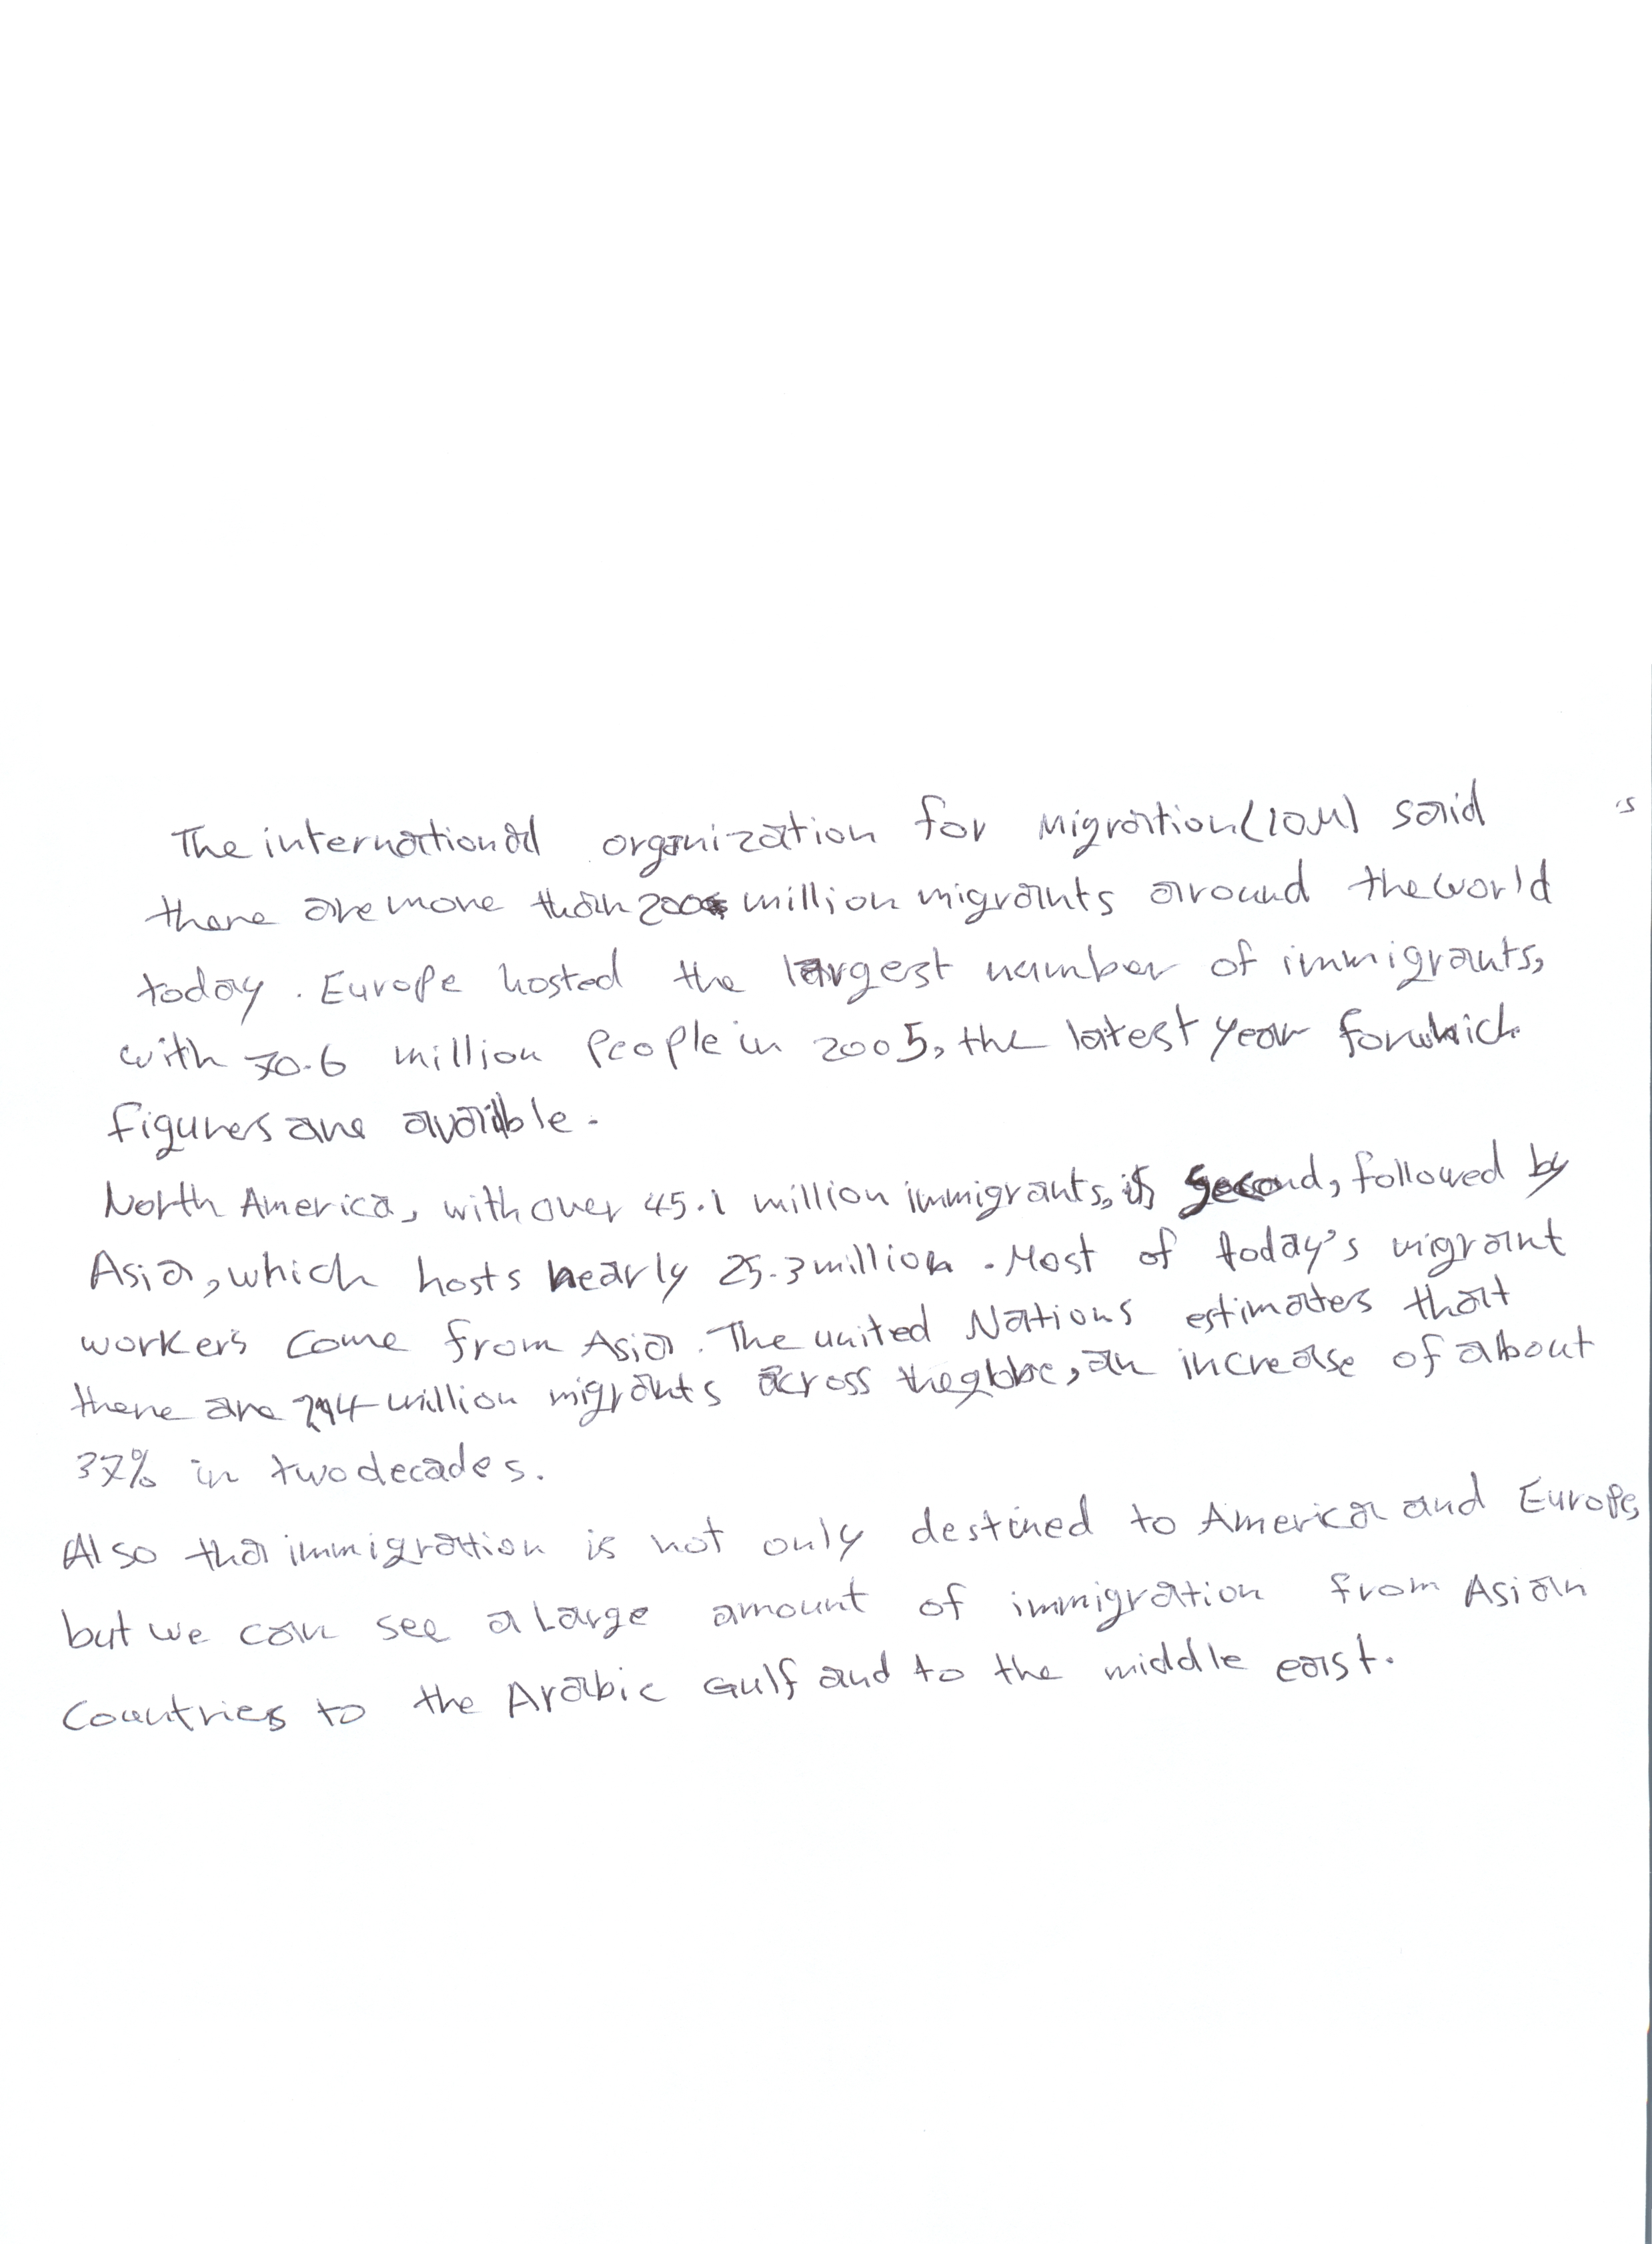 The international organization for Migration (IOM) said
there are more than 200 million migrants around the world
today. Europe hosted the largest number of immigrants,
with 70.6 million People in 2005, the latest year for which
figures are availble.
North America, with over 45.1 million immigrants, is second, followed by
Asia, which hosts nearly 25.3 million. Most of today's migrant
workers come from Asia. The united Nations estimates that
there are 214 million migrants across the globe, an increase of about
37% in two decades.
Also tha immigration is not only destined to America and Europe,
but we can see a large amount of immigration from Asian
Countries to the Arabic Gulf and to the middle east.